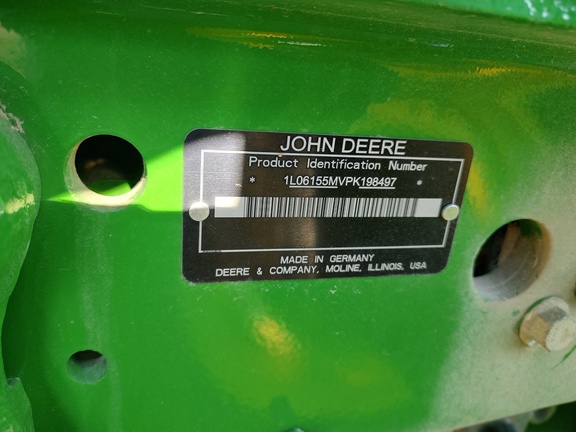 JOHN DEERE
Product Identification Number
* 1L06155MVPK198497 *
MADE IN GERMANY
DEERE & COMPANY, MOLINE, ILLINOIS, USA